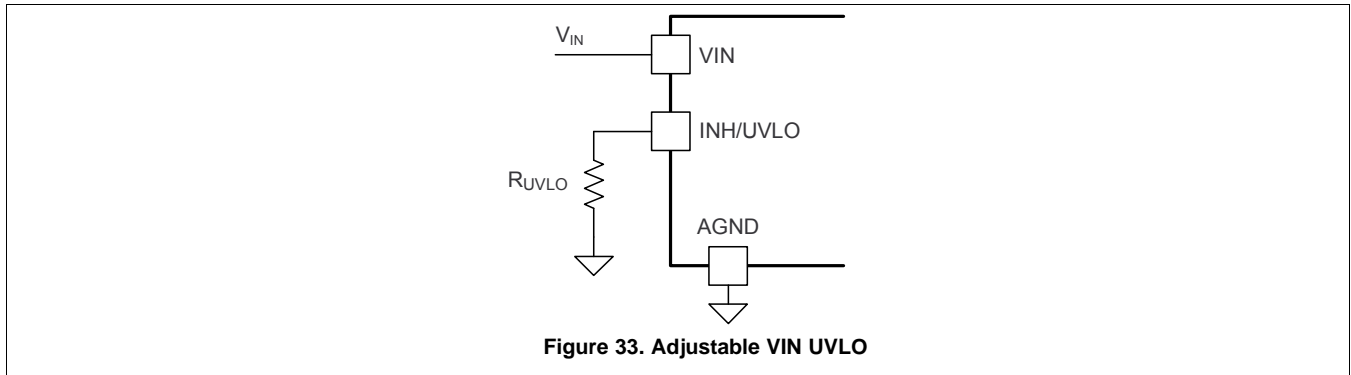 VIN
VIN
INH/UVLO
RUVLO
AGND
Figure 33. Adjustable VIN UVLO